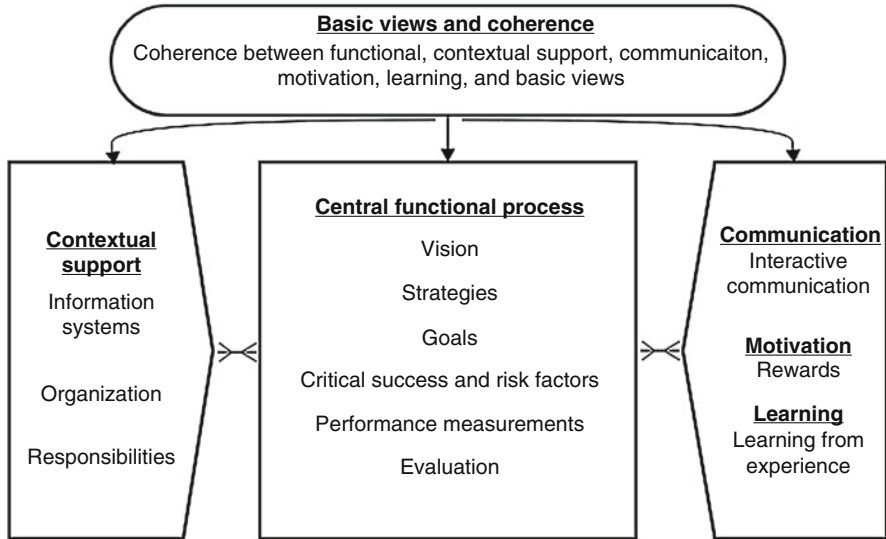 Basic views and coherence
Coherence between functional, contextual support, communicaiton,
motivation, learning, and basic views
Contextual
support
Information
systems
Organization
Responsibilities
Central functional process
Vision
Strategies
Goals
Critical success and risk factors
Performance measurements
Evaluation
Communication
Interactive
communication
Motivation
Rewards
Learning
Learning from
experience